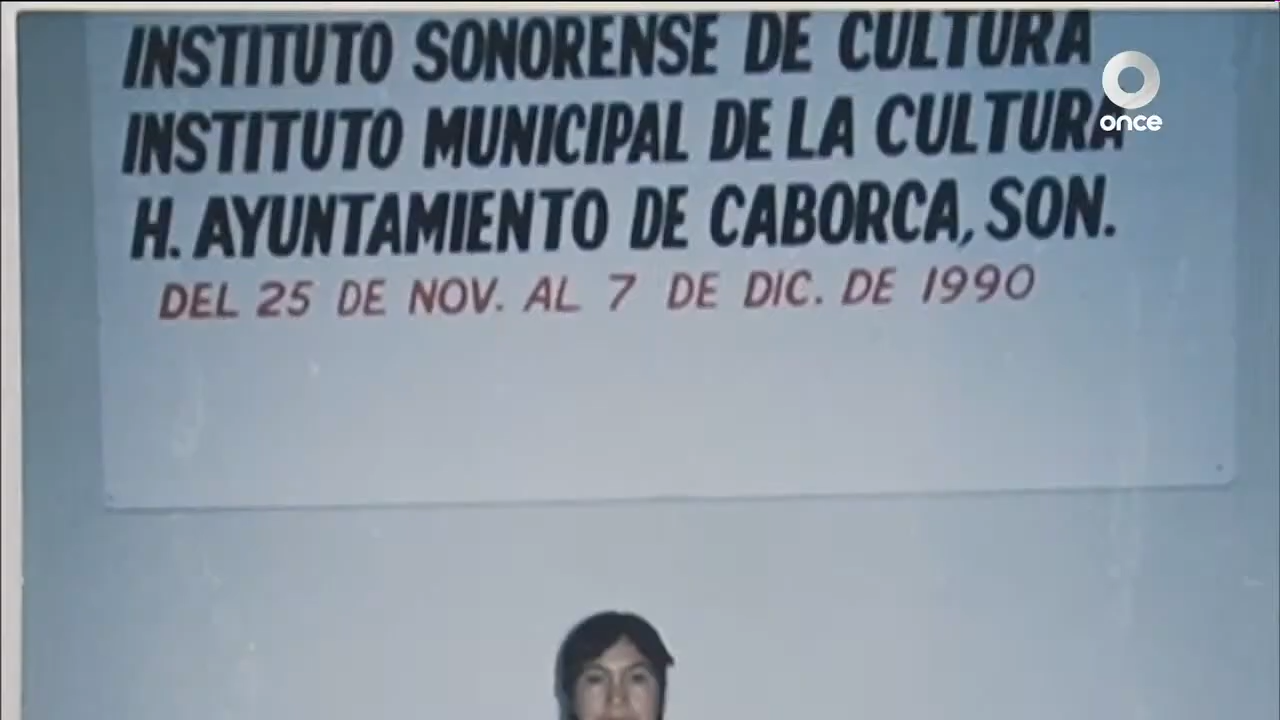 INSTITUTO SONORENSE DE CULTURA
once
INSTITUTO MUNICIPAL DE LA CULTURA
H. AYUNTAMIENTO DE CABORCA, SON.
DEL 25 DE NOV. AL 7 DE DIC. DE 1990